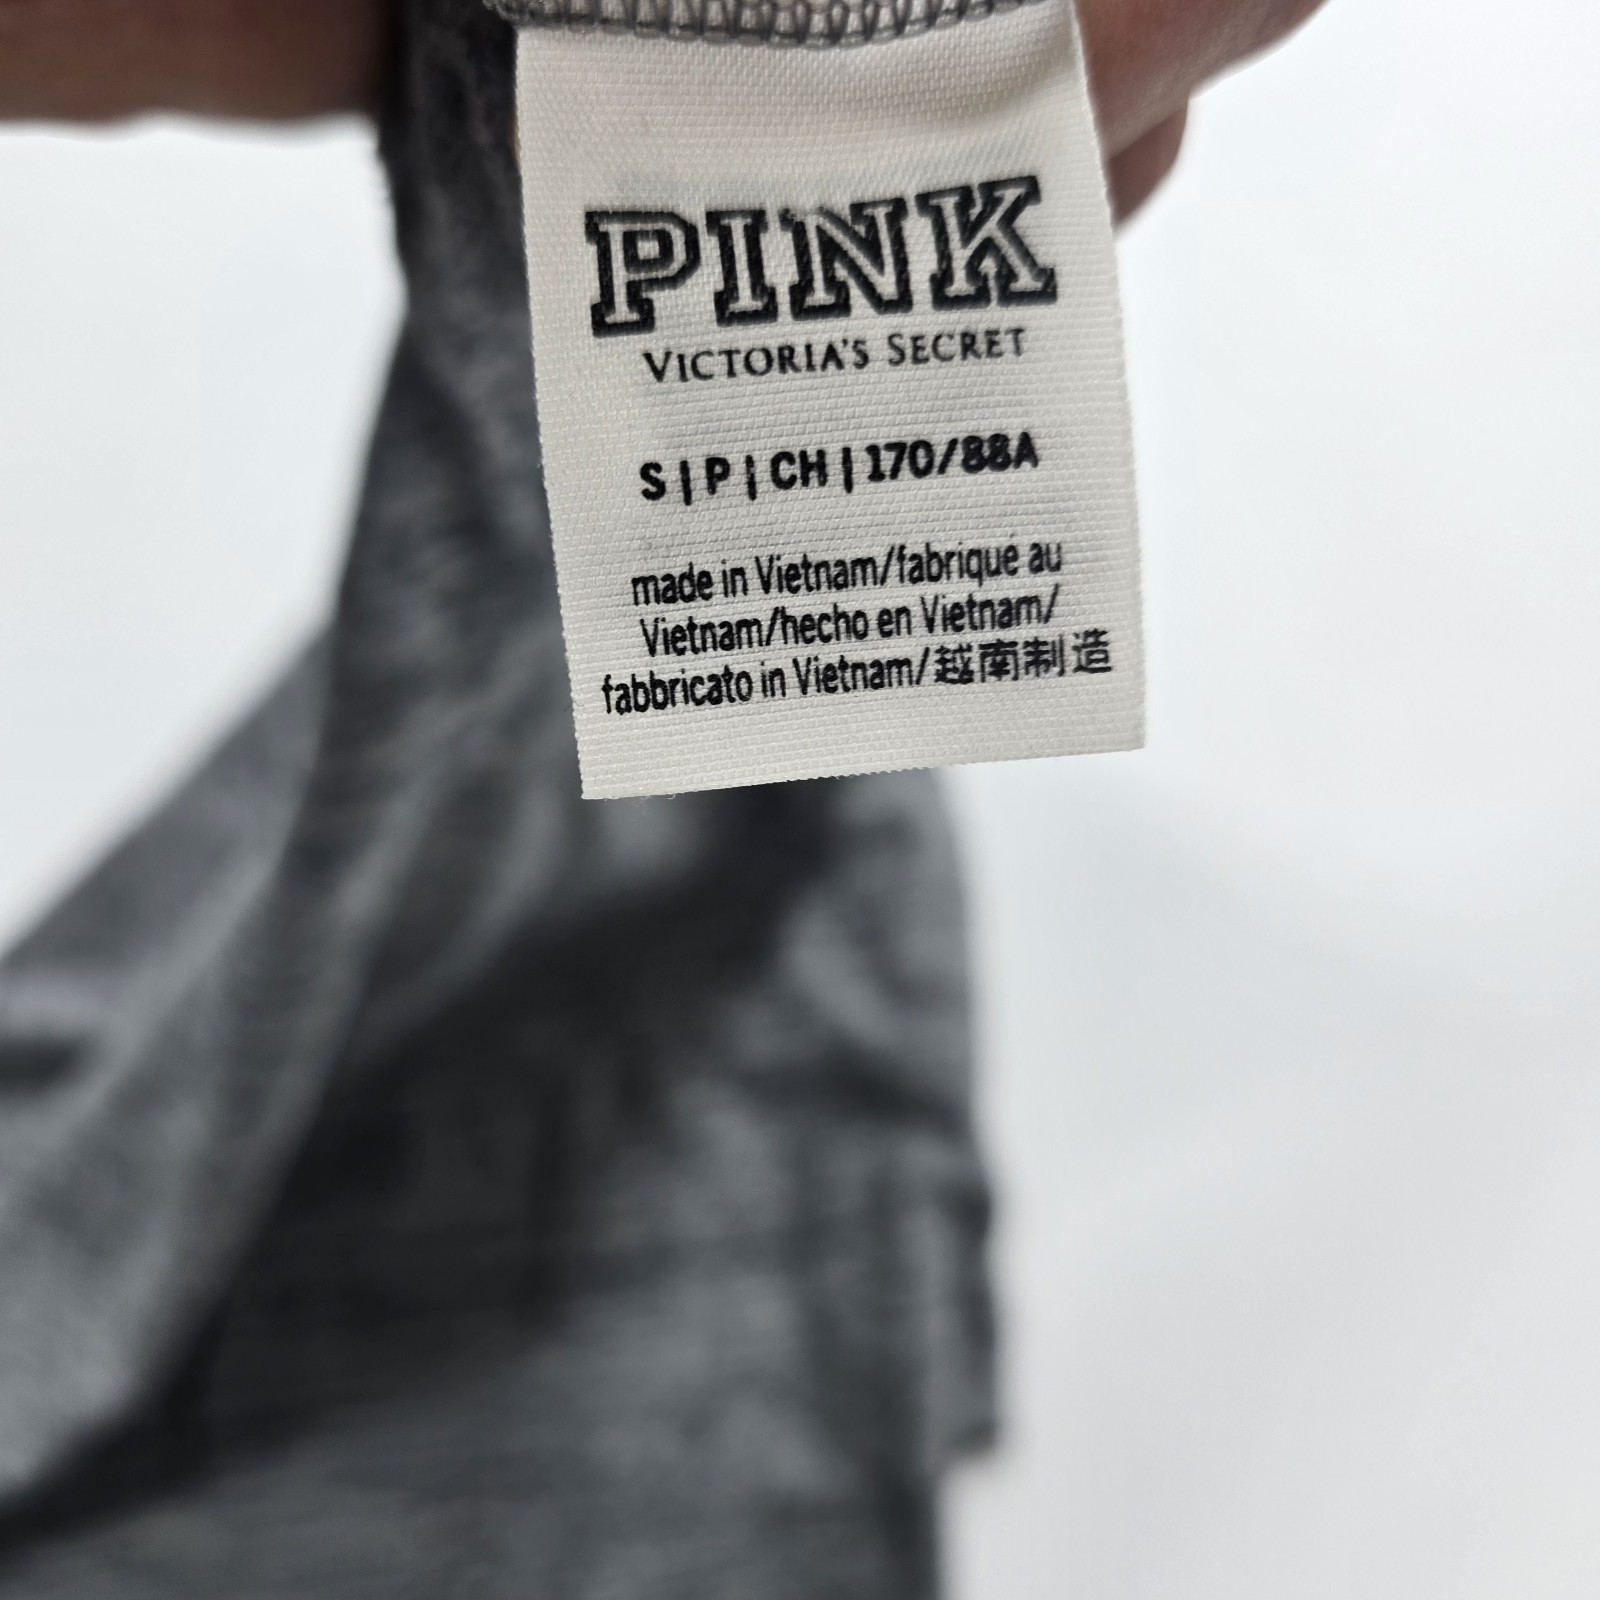 PINK
VICTORIA'S SECRET
S | P | CH | 170/88A
made in Vietnam/fabriqué au
Vietnam/hecho en Vietnam/
fabbricato in Vietnam/越南制造